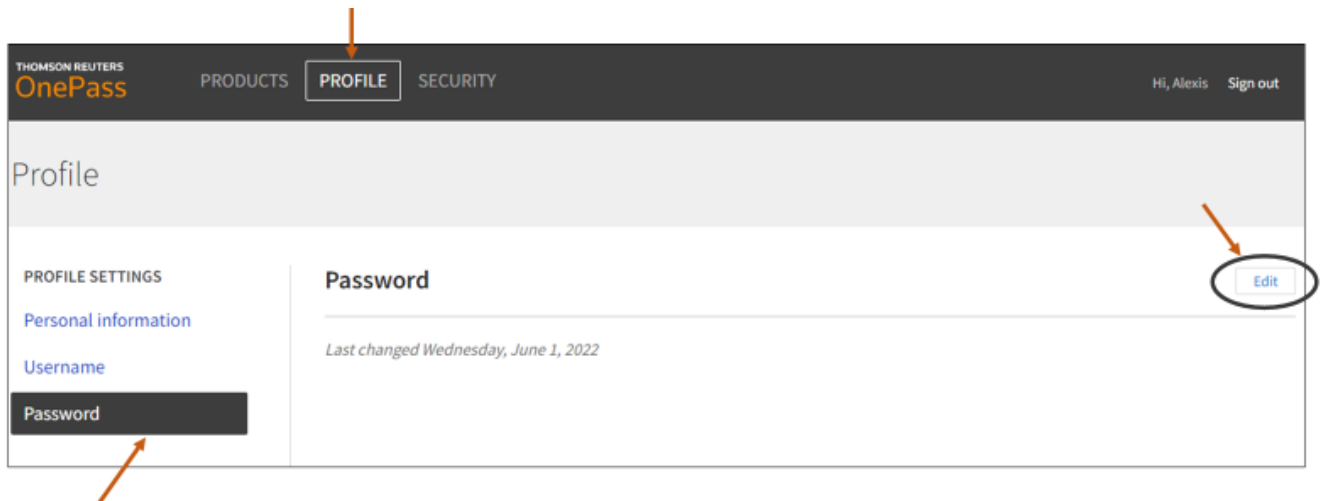 THOMSON REUTERS
OnePass
PRODUCTS PROFILE SECURITY
Hi, Alexis Sign out
Profile
PROFILE SETTINGS
Personal information
Username
Password
Password
Edit
Last changed Wednesday, June 1, 2022